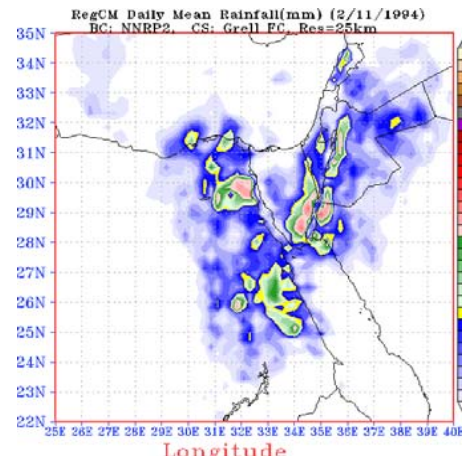 RegCM Daily Mean Rainfall(mm) (2/11/1994)
BC: NNRP2, CS: Grell FC, Res=25km
35N
34N
33N
32N
31N
30N
29N
28N
27N
26N
25N
24N
23N
22N
25E 26E 27E 28E 29E 30E 31E 32E 33E 34E 35E 36E 37E 38E 39E 40E
Longitude